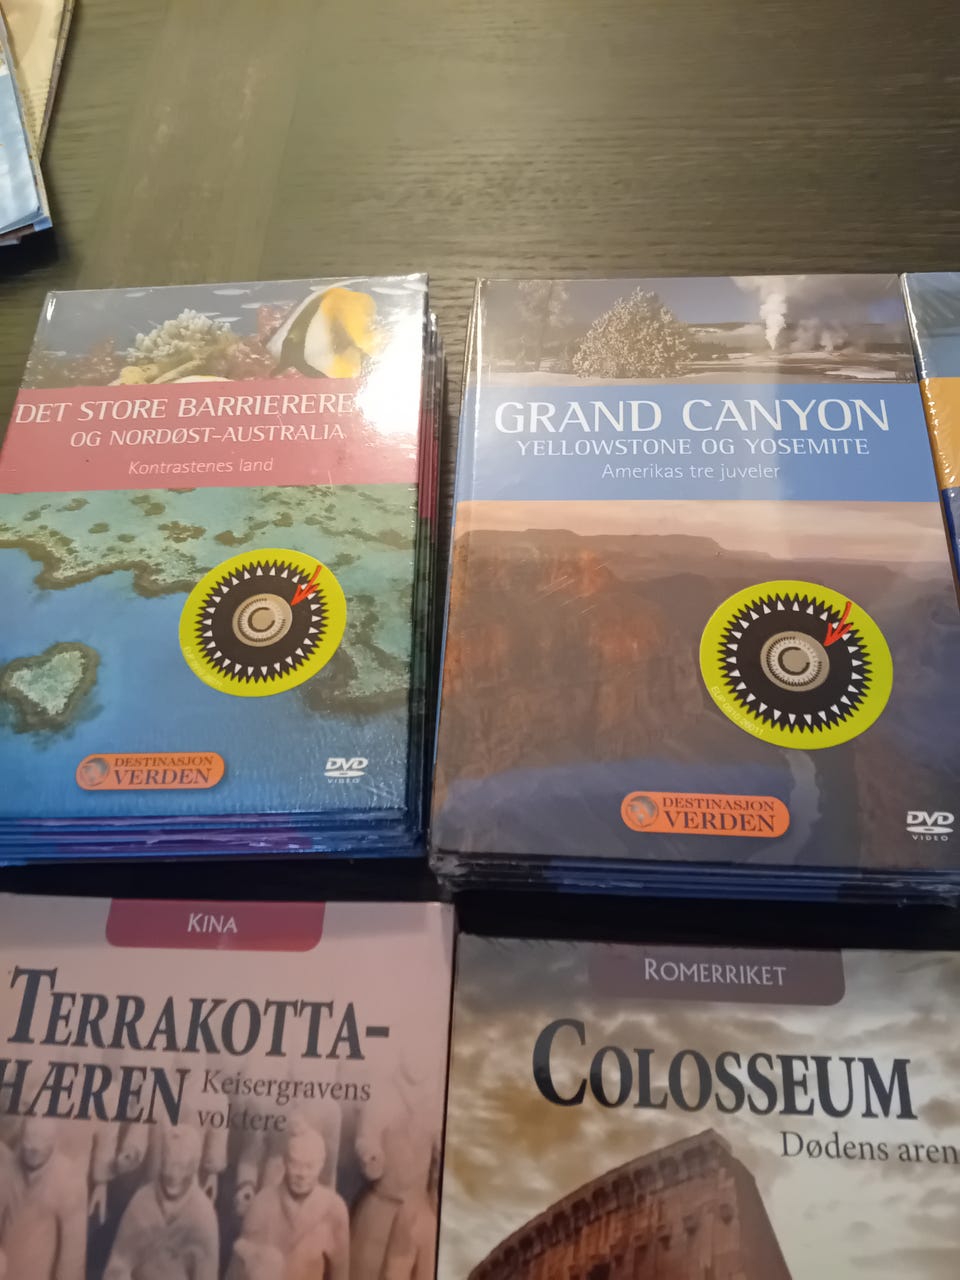 DET STORE BARRIERERE
OG NORDØST-AUSTRALIA
Kontrastenes land
DESTINASJON
VERDEN
DVD
VIDEO
GRAND CANYON
YELLOWSTONE OG YOSEMITE
Amerikas tre juveler
DESTINASJON
VERDEN
DVD
VIDEO
KINA
TERRAKOTTA-
HÆREN Keisergravens
voktere
ROMERRIKET
COLOSSEUM
Dødens aren